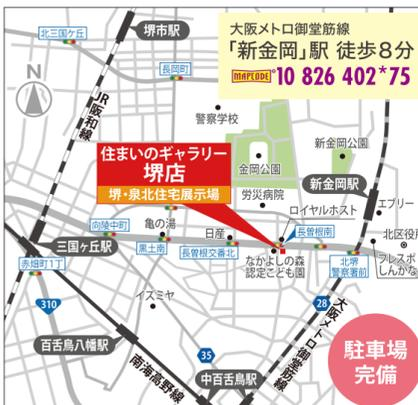 大阪メトロ御堂筋線
「新金岡」駅 徒歩8分
MAPCODE 10 826 402*75
北三国ケ丘
堺市駅
長岡町
N
JR阪和線
警察学校
金岡公園
新金岡公園
新金岡駅
住まいのギャラリー
堺店
堺・泉北住宅展示場
労災病院
エブリー
ロイヤルホスト
向陵中町
亀の湯
日産
長曽根南
北区役所
三国ヶ丘駅
黒土南
長曽根交番北
なかよしの森
認定こども園
北堺
警察署前
フレスポ
しんかな
赤畑町1丁
310
イズミヤ
28
大阪メトロ御堂筋線
百舌鳥八幡駅
南海高野線
35
中百舌鳥駅
駐車場
完備